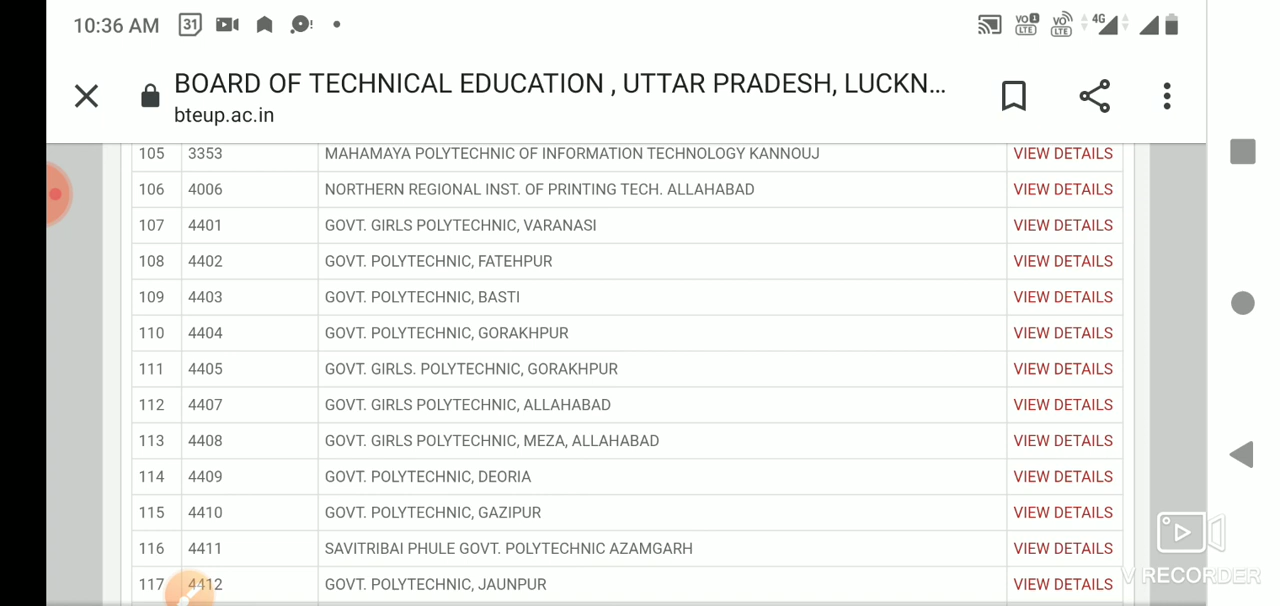 10:36 AM 31 VO 1 LTE VO LTE 4G
BOARD OF TECHNICAL EDUCATION , UTTAR PRADESH, LUCKN...
bteup.ac.in
105 3353 MAHAMAYA POLYTECHNIC OF INFORMATION TECHNOLOGY KANNOUJ VIEW DETAILS
106 4006 NORTHERN REGIONAL INST. OF PRINTING TECH. ALLAHABAD VIEW DETAILS
107 4401 GOVT. GIRLS POLYTECHNIC, VARANASI VIEW DETAILS
108 4402 GOVT. POLYTECHNIC, FATEHPUR VIEW DETAILS
109 4403 GOVT. POLYTECHNIC, BASTI VIEW DETAILS
110 4404 GOVT. POLYTECHNIC, GORAKHPUR VIEW DETAILS
111 4405 GOVT. GIRLS. POLYTECHNIC, GORAKHPUR VIEW DETAILS
112 4407 GOVT. GIRLS POLYTECHNIC, ALLAHABAD VIEW DETAILS
113 4408 GOVT. GIRLS POLYTECHNIC, MEZA, ALLAHABAD VIEW DETAILS
114 4409 GOVT. POLYTECHNIC, DEORIA VIEW DETAILS
115 4410 GOVT. POLYTECHNIC, GAZIPUR VIEW DETAILS
116 4411 SAVITRIBAI PHULE GOVT. POLYTECHNIC AZAMGARH VIEW DETAILS
117 4412 GOVT. POLYTECHNIC, JAUNPUR VIEW DETAILS
V RECORDER